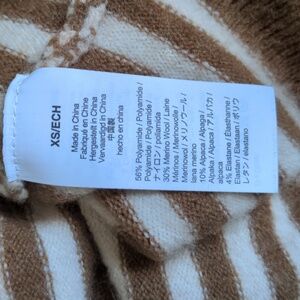 XS/ECH
Made in China
Fabriqué en Chine
Hergestellt in China
Vervaardigd in China
中国製
hecho en china
56% Polyamide / Polyamide /
Polyamide / Polyamide /
ナイロン / poliamida
30% Merino Wool / Laine
Mérinos / Merinowolle /
Merinowol / メリノウール /
lana merino
10% Alpaca / Alpaga /
Alpaka / Alpaca / アルパカ /
alpaca
4% Elastane / Élasthanne /
Elastan / Elastaan / ポリウ
レタン / elastano